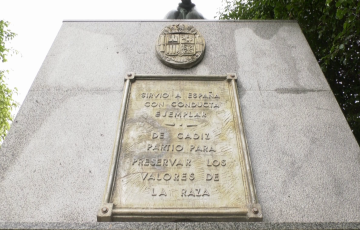 SIRVIO A ESPAÑA
CON CONDUCTA
EJEMPLAR
DE CADIZ
PARTIO PARA
PRESERVAR LOS
VALORES DE
LA RAZA